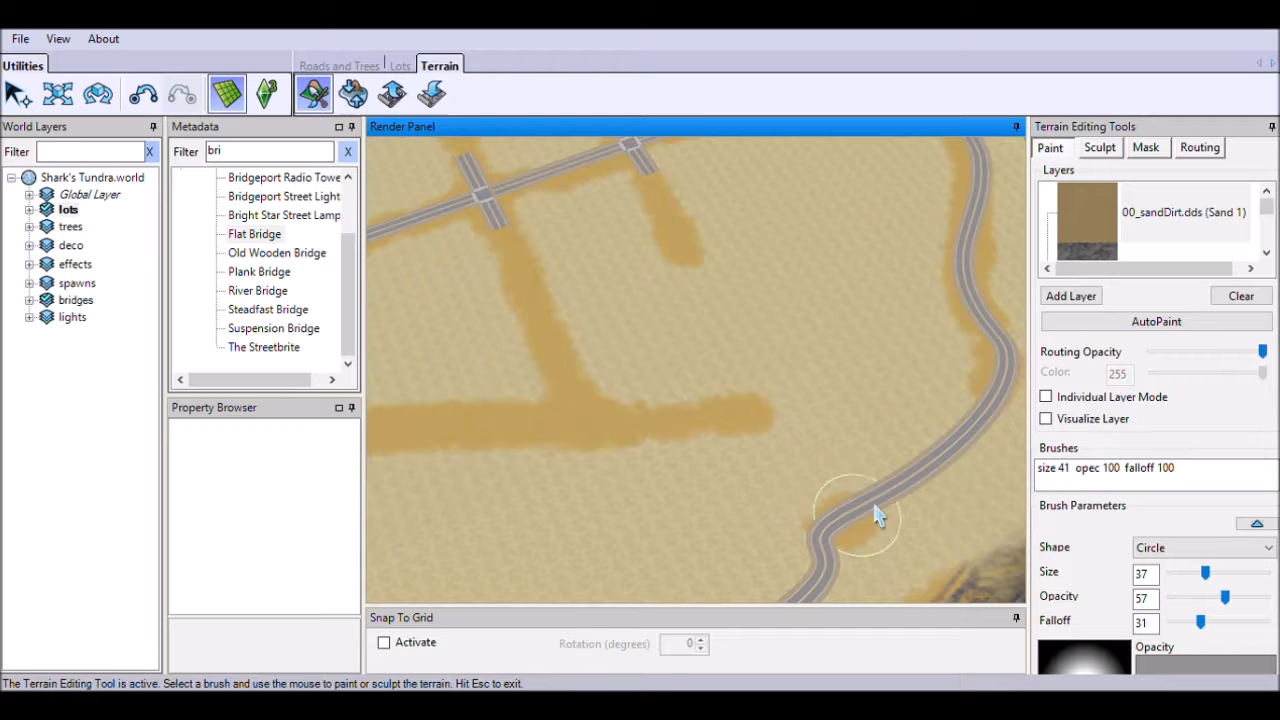 File View About
Utilities
Roads and Trees Lots Terrain
World Layers
Filter X
Shark's Tundra.world
Global Layer
lots
trees
deco
effects
spawns
bridges
lights
Metadata
Filter bri X
Bridgeport Radio Towe
Bridgeport Street Light
Bright Star Street Lamp
Flat Bridge
Old Wooden Bridge
Plank Bridge
River Bridge
Steadfast Bridge
Suspension Bridge
The Streetbrite
Property Browser
Render Panel
Snap To Grid
Activate Rotation (degrees) 0
Terrain Editing Tools
Paint Sculpt Mask Routing
Layers
00_sandDirt.dds (Sand 1)
Add Layer Clear
AutoPaint
Routing Opacity
Color: 255
Individual Layer Mode
Visualize Layer
Brushes
size 41 opec 100 falloff 100
Brush Parameters
Shape Circle
Size 37
Opacity 57
Falloff 31
Opacity
The Terrain Editing Tool is active. Select a brush and use the mouse to paint or sculpt the terrain. Hit Esc to exit.